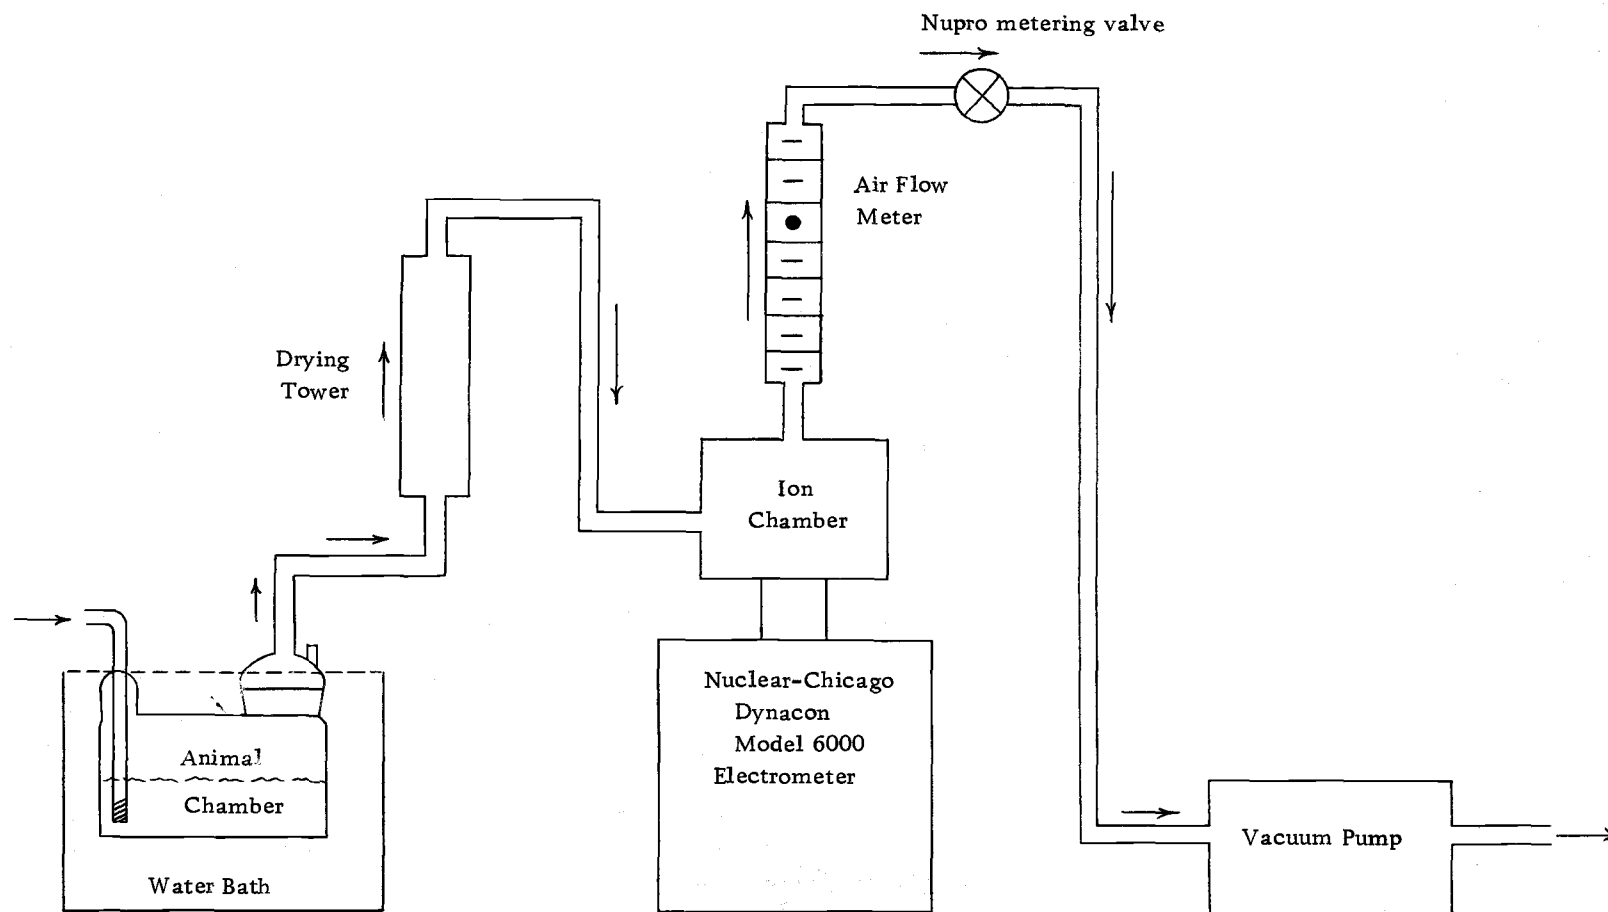 Nupro metering valve
Air Flow
Meter
Drying
Tower
Ion
Chamber
Nuclear-Chicago
Dynacon
Model 6000
Electrometer
Animal
Chamber
Water Bath
Vacuum Pump